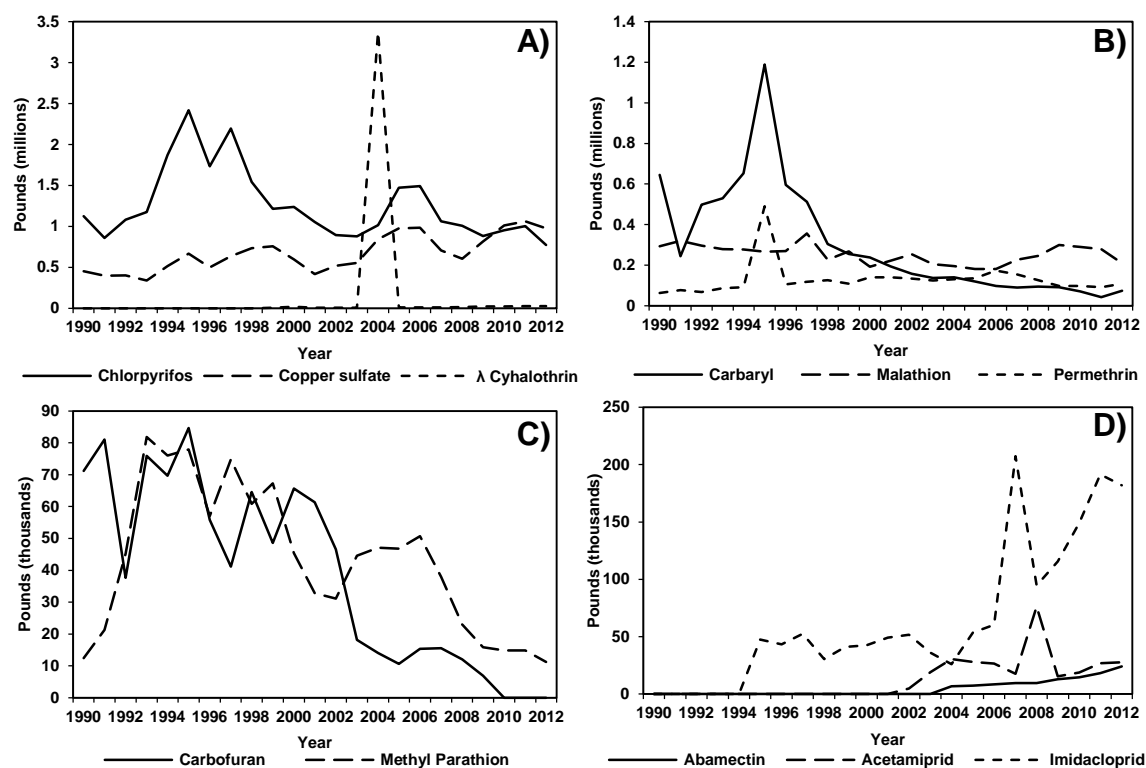 A)
Pounds (millions)
3.5
3
2.5
2
1.5
1
0.5
0
1990 1992 1994 1996 1998 2000 2002 2004 2006 2008 2010 2012
Year
Chlorpyrifos Copper sulfate λ Cyhalothrin
B)
Pounds (millions)
1.4
1.2
1.0
0.8
0.6
0.4
0.2
0
1990 1992 1994 1996 1998 2000 2002 2004 2006 2008 2010 2012
Year
Carbaryl Malathion Permethrin
C)
Pounds (thousands)
90
80
70
60
50
40
30
20
10
0
1990 1992 1994 1996 1998 2000 2002 2004 2006 2008 2010 2012
Year
Carbofuran Methyl Parathion
D)
Pounds (thousands)
250
200
150
100
50
0
1990 1992 1994 1996 1998 2000 2002 2004 2006 2008 2010 2012
Year
Abamectin Acetamiprid Imidacloprid